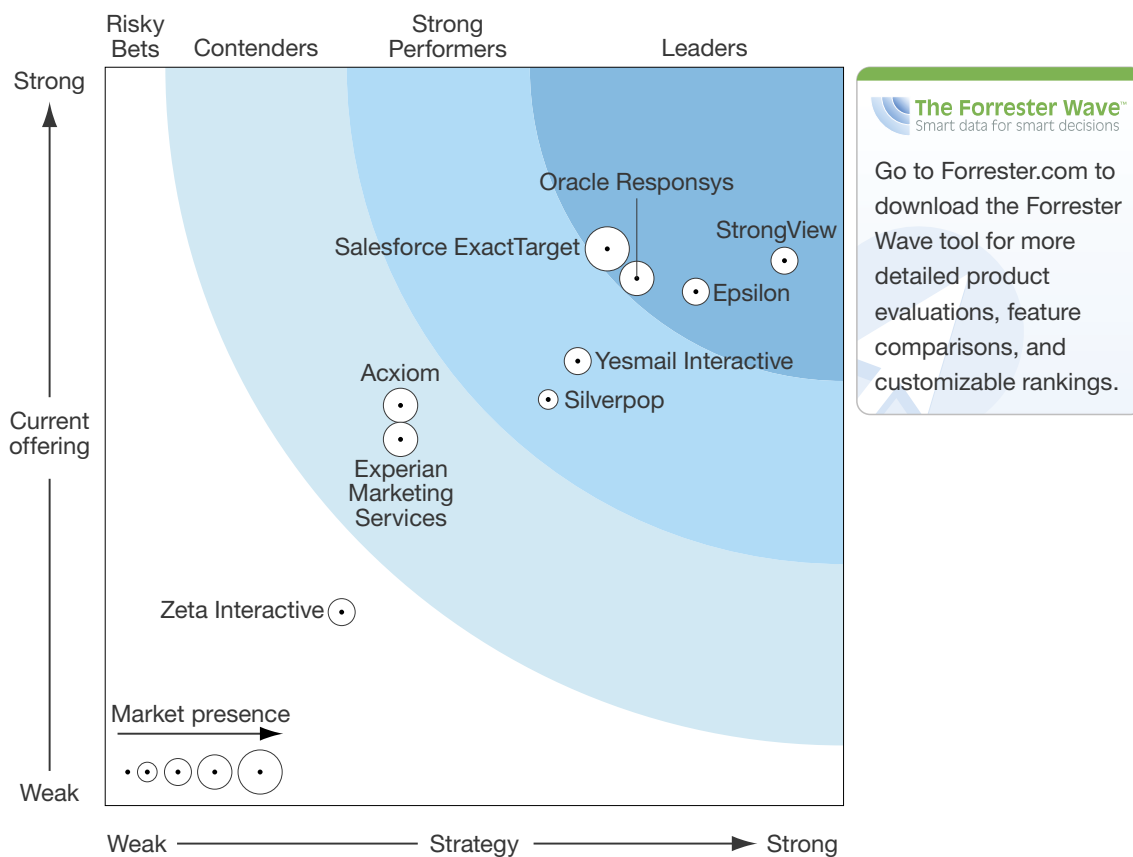 Risky
Bets
Contenders
Strong
Performers
Leaders
Strong
The Forrester Wave™
Smart data for smart decisions
Go to Forrester.com to
download the Forrester
Wave tool for more
detailed product
evaluations, feature
comparisons, and
customizable rankings.
Oracle Responsys
StrongView
Salesforce ExactTarget
Epsilon
Yesmail Interactive
Acxiom
Silverpop
Current
offering
Experian
Marketing
Services
Zeta Interactive
Market presence
Weak
Weak
Strategy
Strong